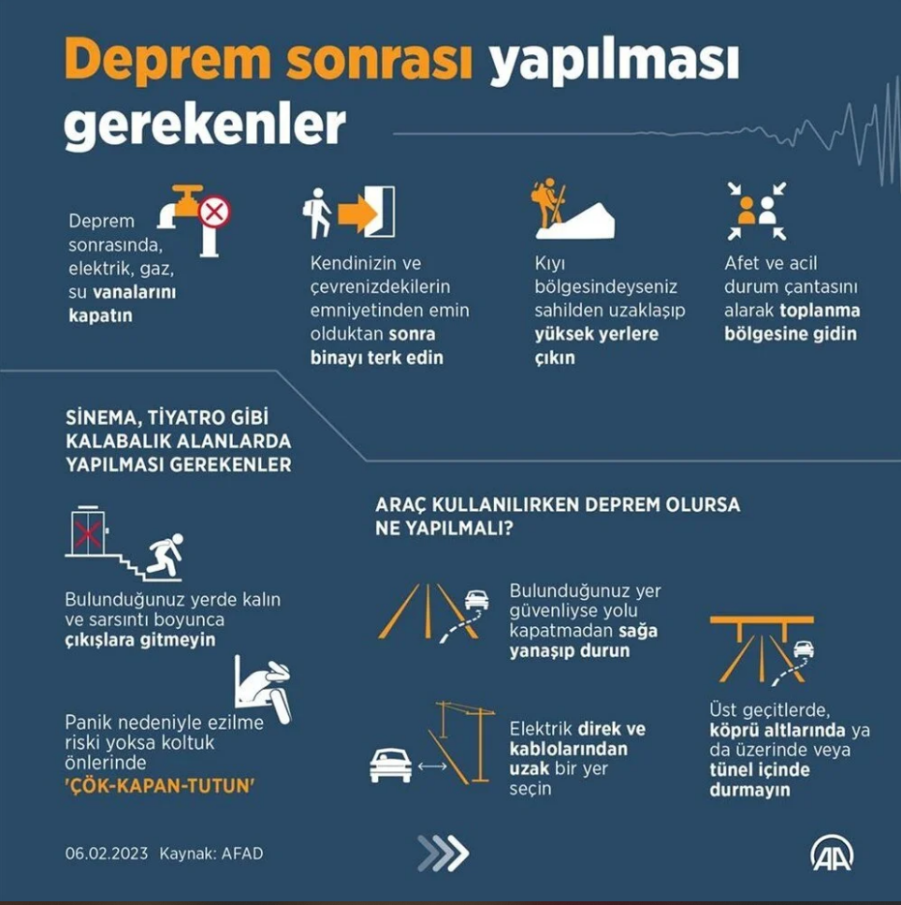 Deprem sonrası yapılması
gerekenler
Deprem
sonrasında,
elektrik, gaz,
su vanalarını
kapatın
Kendinizin ve
çevrenizdekilerin
emniyetinden emin
olduktan sonra
binayı terk edin
Kıyı
bölgesindeyseniz
sahilden uzaklaşıp
yüksek yerlere
çıkın
Afet ve acil
durum çantasını
alarak toplanma
bölgesine gidin
SİNEMA, TİYATRO GİBİ
KALABALIK ALANLARDA
YAPILMASI GEREKENLER
Bulunduğunuz yerde kalın
ve sarsıntı boyunca
çıkışlara gitmeyin
Panik nedeniyle ezilme
riski yoksa koltuk
önlerinde
'ÇÖK-KAPAN-TUTUN'
ARAÇ KULLANILIRKEN DEPREM OLURSA
NE YAPILMALI?
Bulunduğunuz yer
güvenliyse yolu
kapatmadan sağa
yanaşıp durun
Elektrik direk ve
kablolarından
uzak bir yer
seçin
Üst geçitlerde,
köprü altlarında ya
da üzerinde veya
tünel içinde
durmayın
06.02.2023 Kaynak: AFAD
AA